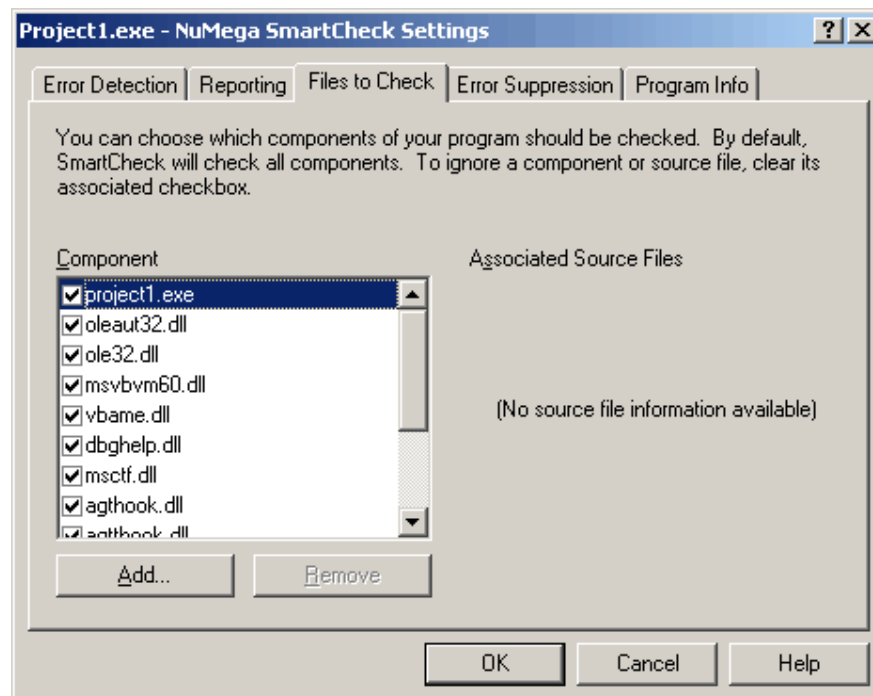 Project1.exe - NuMega SmartCheck Settings
Error Detection Reporting Files to Check Error Suppression Program Info
You can choose which components of your program should be checked. By default,
SmartCheck will check all components. To ignore a component or source file, clear its
associated checkbox.
Component Associated Source Files
project1.exe
oleaut32.dll
ole32.dll
msvbvm60.dll
vbame.dll
(No source file information available)
dbghelp.dll
msctf.dll
agthook.dll
agtthook.dll
Add... Remove
OK Cancel Help